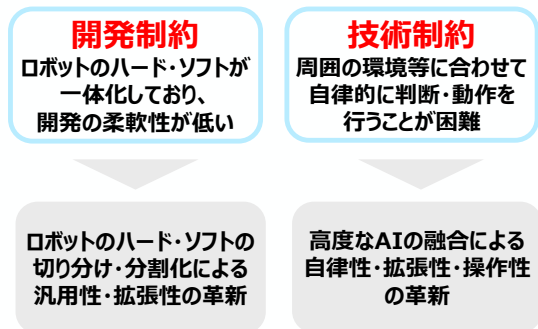 開発制約
ロボットのハード・ソフトが
一体化しており、
開発の柔軟性が低い
技術制約
周囲の環境等に合わせて
自律的に判断・動作を
行うことが困難
ロボットのハード・ソフトの
切り分け・分割化による
汎用性・拡張性の革新
高度なAIの融合による
自律性・拡張性・操作性
の革新